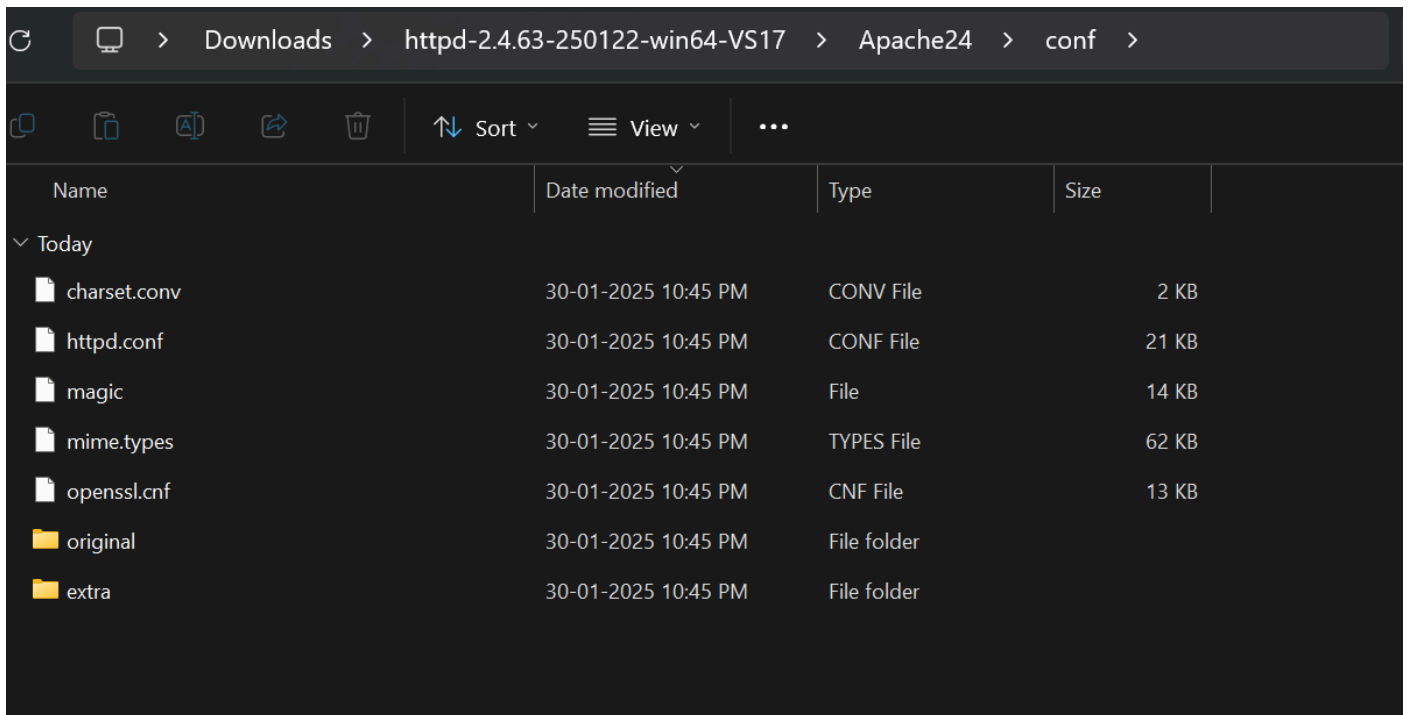 Downloads > httpd-2.4.63-250122-win64-VS17 > Apache24 > conf >
Sort View •••
Name Date modified Type Size
Today
charset.conv 30-01-2025 10:45 PM CONV File 2 KB
httpd.conf 30-01-2025 10:45 PM CONF File 21 KB
magic 30-01-2025 10:45 PM File 14 KB
mime.types 30-01-2025 10:45 PM TYPES File 62 KB
openssl.cnf 30-01-2025 10:45 PM CNF File 13 KB
original 30-01-2025 10:45 PM File folder
extra 30-01-2025 10:45 PM File folder